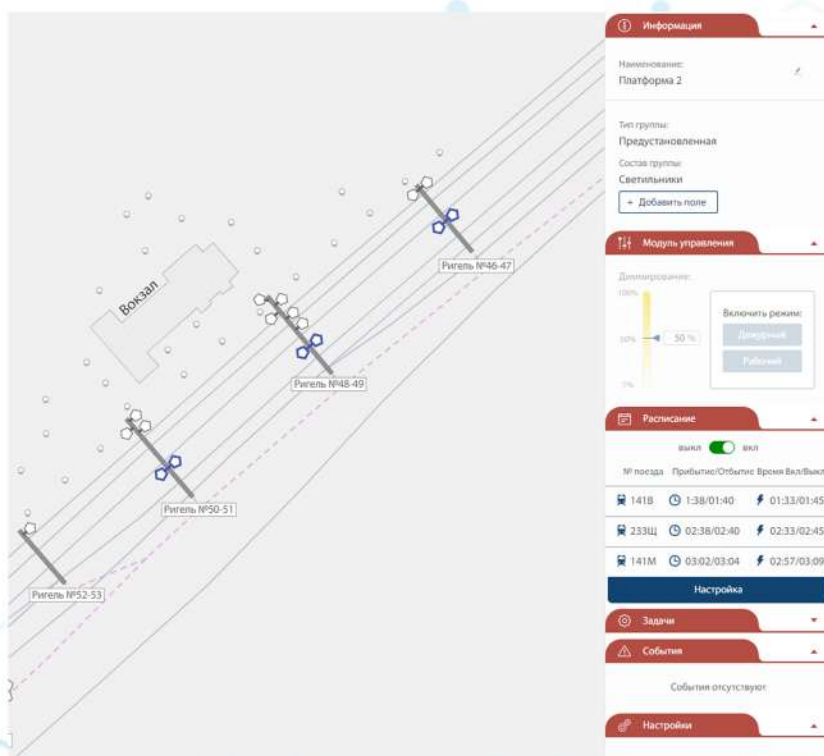 Вокзал
Ригель №46-47
Ригель №48-49
Ригель №50-51
Ригель №52-53
Информация
Наименование:
Платформа 2
Тип группы:
Предустановленная
Состав группы:
Светильники
+ Добавить поле
Модуль управления
Диммирование:
100%
50%
50 %
Включить режим:
Дежурный
Рабочий
Расписание
выкл вкл
№ поезда Прибытие/Отбытие Время Вкл/Выкл
141В 1:38/01:40 01:33/01:45
233Щ 02:38/02:40 02:33/02:45
141М 03:02/03:04 02:57/03:09
Настройка
Задачи
События
События отсутствуют
Настройки